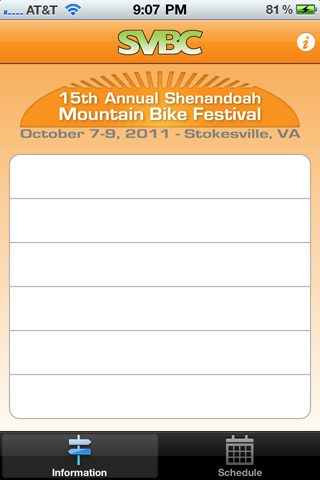 AT&T 9:07 PM 81%
SVBC
i
15th Annual Shenandoah
Mountain Bike Festival
October 7-9, 2011 - Stokesville, VA
Information Schedule